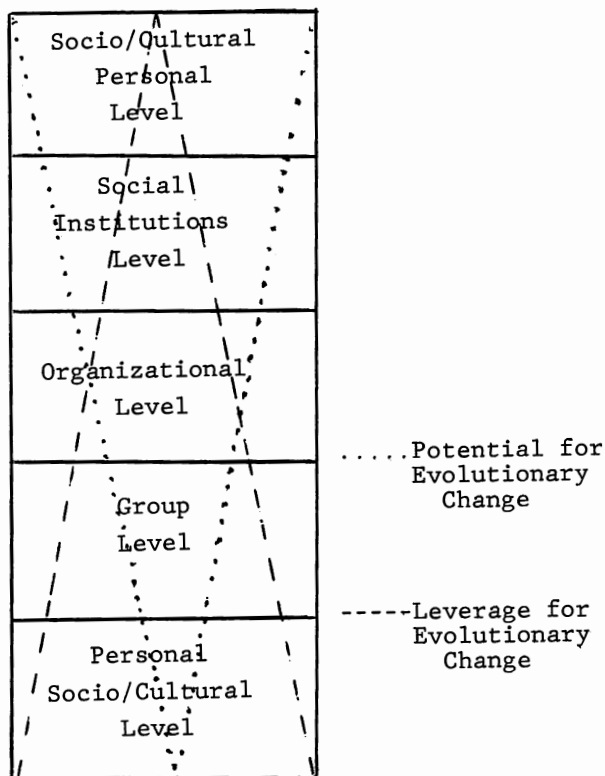 Socio/Cultural
Personal
Level
Social
Institutions
Level
Organizational
Level
.....Potential for
Evolutionary
Change
Group
Level
-----Leverage for
Evolutionary
Change
Personal
Socio/Cultural
Level